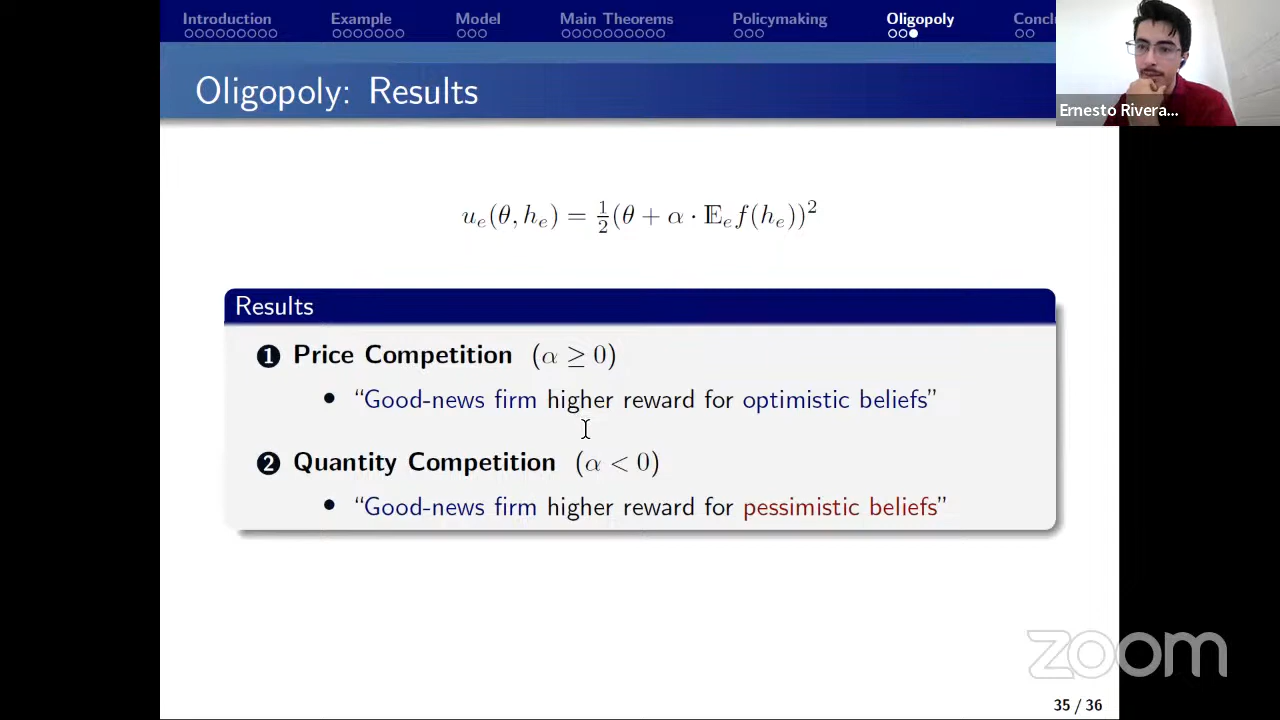 Introduction Example Model Main Theorems Policymaking Oligopoly
Ernesto Rivera...
Oligopoly: Results
u_e(θ, h_e) = ½(θ + α · 𝔼_e f(h_e))²
Results
1 Price Competition (α ≥ 0)
• “Good-news firm higher reward for optimistic beliefs”
2 Quantity Competition (α < 0)
• “Good-news firm higher reward for pessimistic beliefs”
zoom
35 / 36